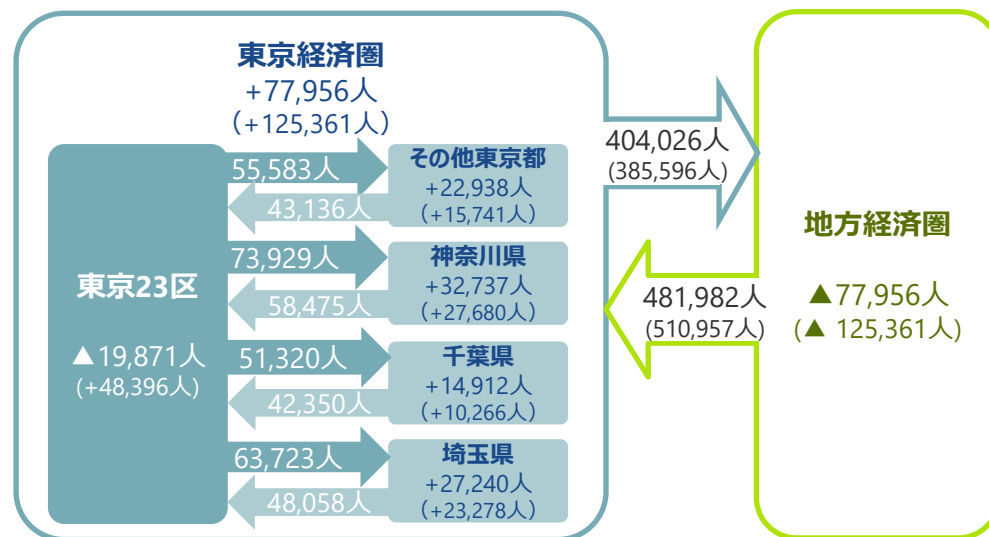 東京経済圏
+77,956人
（+125,361人）
東京23区
▲19,871人
(+48,396人)
55,583人
43,136人
その他東京都
+22,938人
（+15,741人）
73,929人
58,475人
神奈川県
+32,737人
（+27,680人）
51,320人
42,350人
千葉県
+14,912人
（+10,266人）
63,723人
48,058人
埼玉県
+27,240人
（+23,278人）
404,026人
(385,596人)
481,982人
(510,957人)
地方経済圏
▲77,956人
(▲ 125,361人)